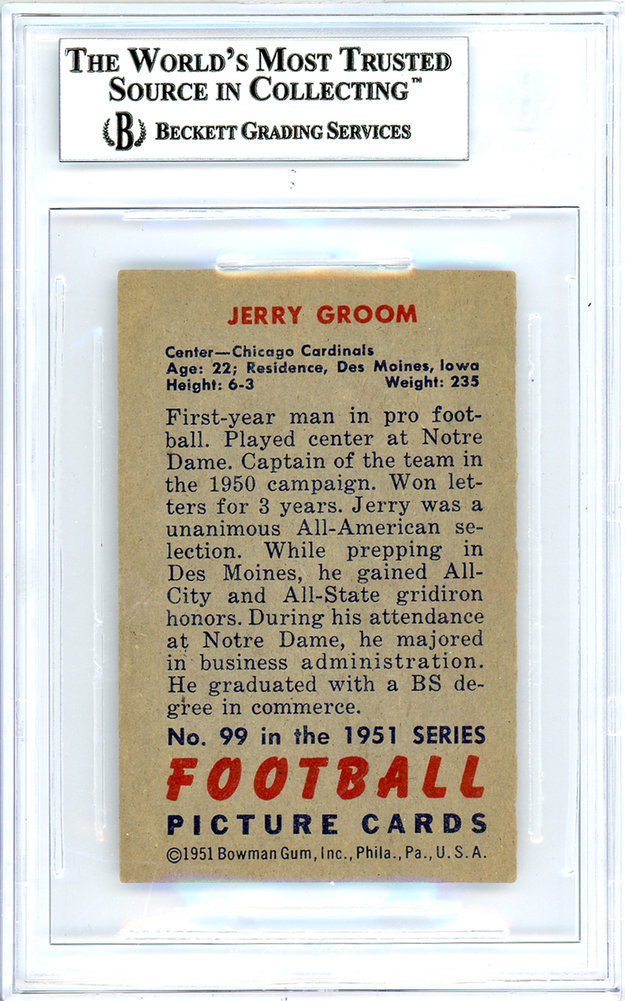 THE WORLD'S MOST TRUSTED
SOURCE IN COLLECTING™
B BECKETT GRADING SERVICES
JERRY GROOM
Center—Chicago Cardinals
Age: 22; Residence, Des Moines, Iowa
Height: 6-3 Weight: 235
First-year man in pro foot-
ball. Played center at Notre
Dame. Captain of the team in
the 1950 campaign. Won let-
ters for 3 years. Jerry was a
unanimous All-American se-
lection. While prepping in
Des Moines, he gained All-
City and All-State gridiron
honors. During his attendance
at Notre Dame, he majored
in business administration.
He graduated with a BS de-
gree in commerce.
No. 99 in the 1951 SERIES
FOOTBALL
PICTURE CARDS
©1951 Bowman Gum, Inc., Phila., Pa., U.S.A.